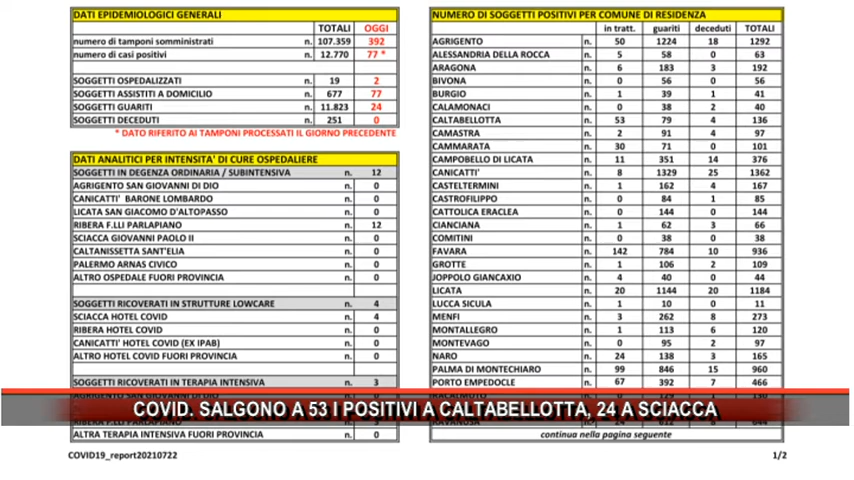 DATI EPIDEMIOLOGICI GENERALI
TOTALI OGGI
numero di tamponi somministrati n. 107.359 392
numero di casi positivi n. 12.770 77 *
SOGGETTI OSPEDALIZZATI n. 19 2
SOGGETTI ASSISTITI A DOMICILIO n. 677 77
SOGGETTI GUARITI n. 11.823 24
SOGGETTI DECEDUTI n. 251 0
* DATO RIFERITO AI TAMPONI PROCESSATI IL GIORNO PRECEDENTE
DATI ANALITICI PER INTENSITA' DI CURE OSPEDALIERE
SOGGETTI IN DEGENZA ORDINARIA / SUBINTENSIVA n. 12
AGRIGENTO SAN GIOVANNI DI DIO n. 0
CANICATTI' BARONE LOMBARDO n. 0
LICATA SAN GIACOMO D'ALTOPASSO n. 0
RIBERA F.LLI PARLAPIANO n. 12
SCIACCA GIOVANNI PAOLO II n. 0
CALTANISSETTA SANT'ELIA n. 0
PALERMO ARNAS CIVICO n. 0
ALTRO OSPEDALE FUORI PROVINCIA n. 0
SOGGETTI RICOVERATI IN STRUTTURE LOWCARE n. 4
SCIACCA HOTEL COVID n. 4
RIBERA HOTEL COVID n. 0
CANICATTI' HOTEL COVID (EX IPAB) n. 0
ALTRO HOTEL COVID FUORI PROVINCIA n. 0
SOGGETTI RICOVERATI IN TERAPIA INTENSIVA n. 3
ALTRA TERAPIA INTENSIVA FUORI PROVINCIA n. 0
COVID19_report20210722
NUMERO DI SOGGETTI POSITIVI PER COMUNE DI RESIDENZA
in tratt. guariti deceduti TOTALI
AGRIGENTO n. 50 1224 18 1292
ALESSANDRIA DELLA ROCCA n. 5 58 0 63
ARAGONA n. 6 183 3 192
BIVONA n. 0 56 0 56
BURGIO n. 1 39 1 41
CALAMONACI n. 0 38 2 40
CALTABELLOTTA n. 53 79 4 136
CAMASTRA n. 2 91 4 97
CAMMARATA n. 30 71 0 101
CAMPOBELLO DI LICATA n. 11 351 14 376
CANICATTI' n. 8 1329 25 1362
CASTELTERMINI n. 1 162 4 167
CASTROFILIPPO n. 0 84 1 85
CATTOLICA ERACLEA n. 0 144 0 144
CIANCIANA n. 1 62 3 66
COMITINI n. 0 38 0 38
FAVARA n. 142 784 10 936
GROTTE n. 1 106 2 109
JOPPOLO GIANCAXIO n. 4 40 0 44
LICATA n. 20 1144 20 1184
LUCCA SICULA n. 1 10 0 11
MENFI n. 3 262 8 273
MONTALLEGRO n. 1 113 6 120
MONTEVAGO n. 0 95 2 97
NARO n. 24 138 3 165
PALMA DI MONTECHIARO n. 99 846 15 960
PORTO EMPEDOCLE n. 67 392 7 466
continua nella pagina seguente
1/2
COVID. SALGONO A 53 I POSITIVI A CALTABELLOTTA, 24 A SCIACCA